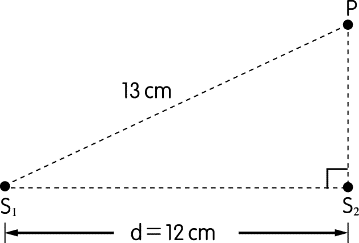 P
13 cm
S₁
S₂
d = 12 cm